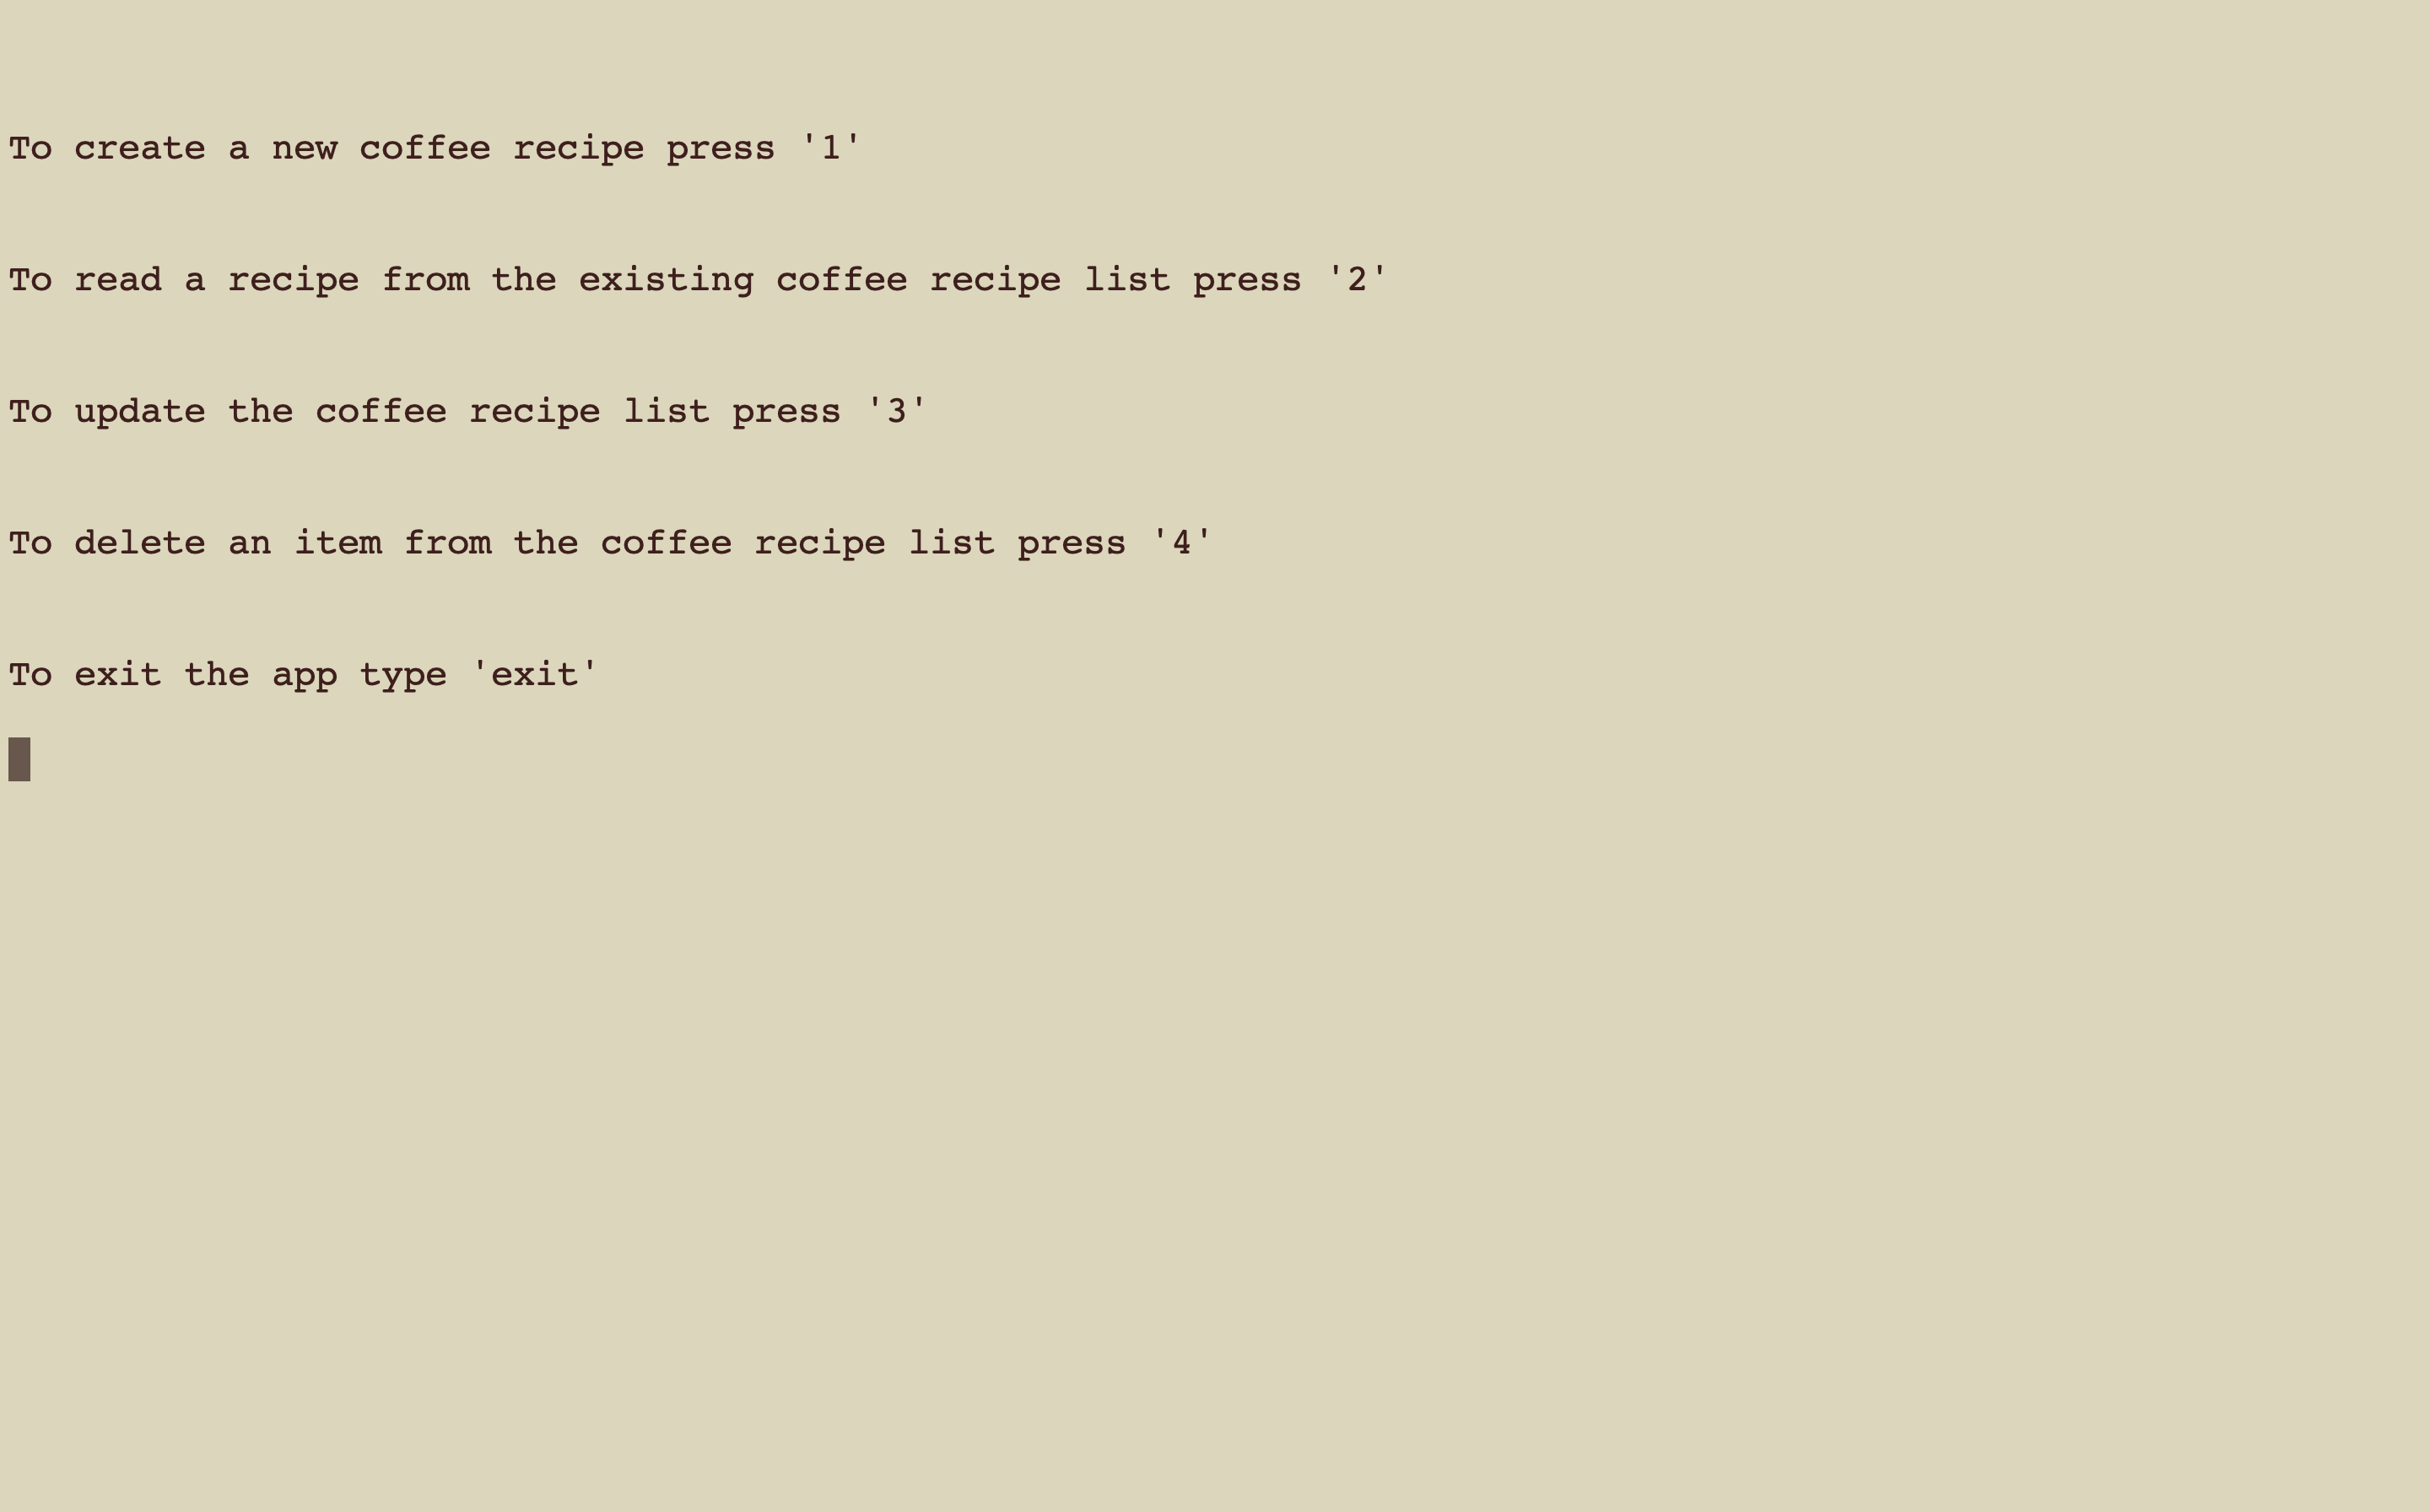 To create a new coffee recipe press '1'
To read a recipe from the existing coffee recipe list press '2'
To update the coffee recipe list press '3'
To delete an item from the coffee recipe list press '4'
To exit the app type 'exit'